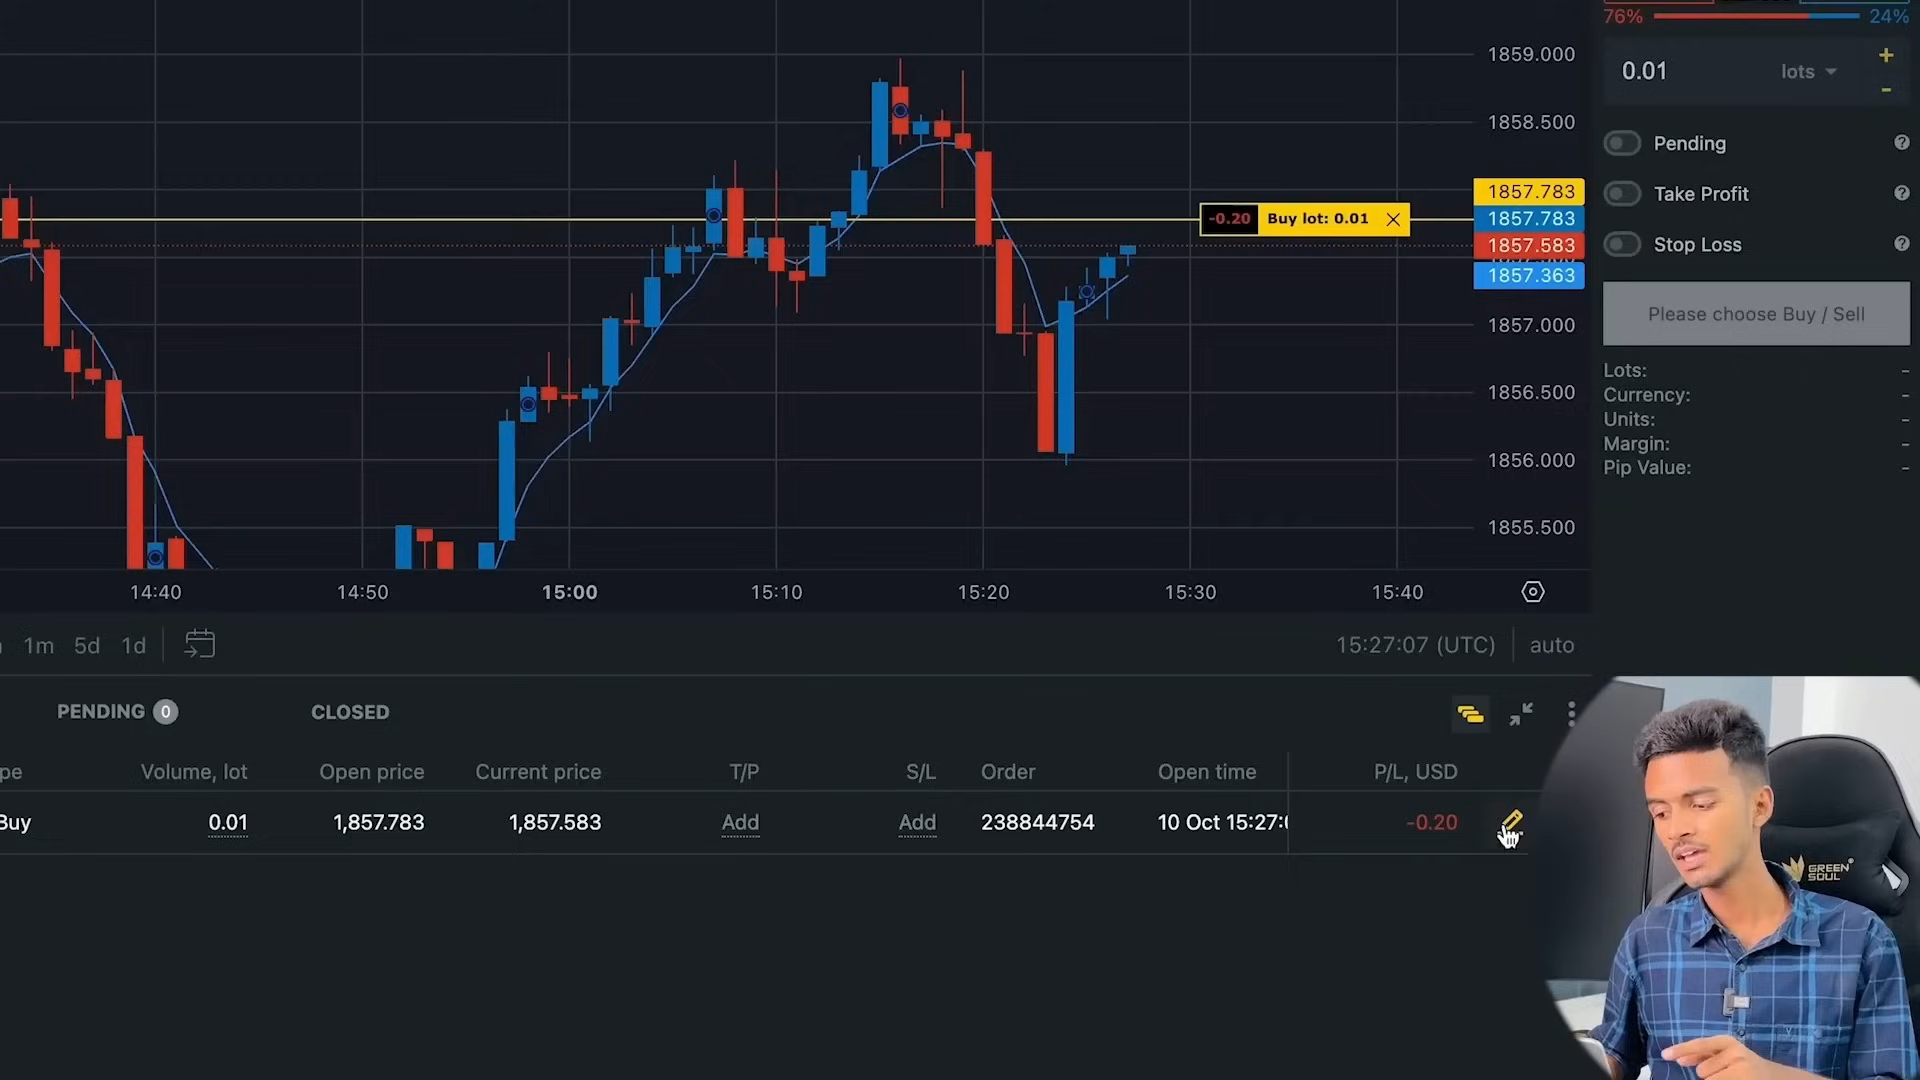 76% 24%
1859.000
0.01 lots + -
1858.500
Pending ?
1857.783
Take Profit ?
-0.20 Buy lot: 0.01 1857.783
1857.583
Stop Loss ?
1857.363
Please choose Buy / Sell
1857.000
Lots: -
1856.500
Currency: -
Units: -
Margin: -
1856.000
Pip Value: -
1855.500
14:40 14:50 15:00 15:10 15:20 15:30 15:40
1m 5d 1d 15:27:07 (UTC) auto
PENDING 0 CLOSED
pe Volume, lot Open price Current price T/P S/L Order Open time P/L, USD
Buy 0.01 1,857.783 1,857.583 Add Add 238844754 10 Oct 15:27: -0.20
GREEN
SOUL